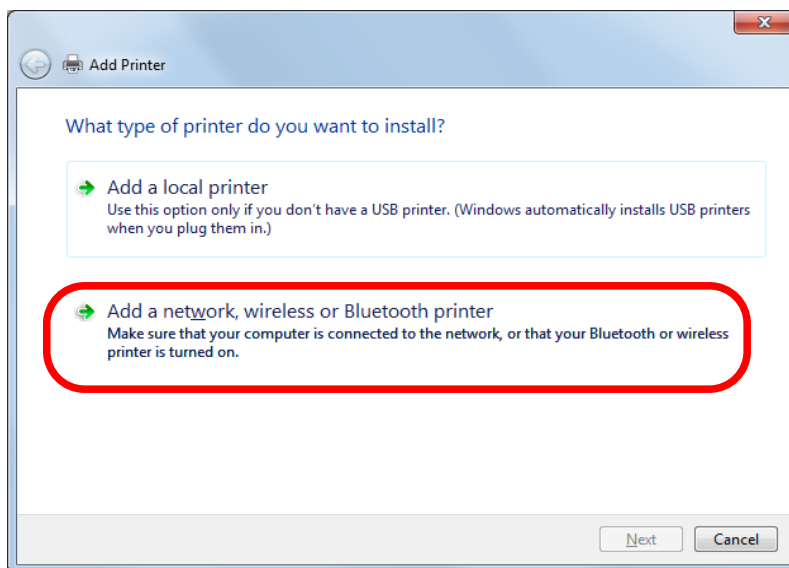 Add Printer
What type of printer do you want to install?
Add a local printer
Use this option only if you don't have a USB printer. (Windows automatically installs USB printers
when you plug them in.)
Add a network, wireless or Bluetooth printer
Make sure that your computer is connected to the network, or that your Bluetooth or wireless
printer is turned on.
Next Cancel